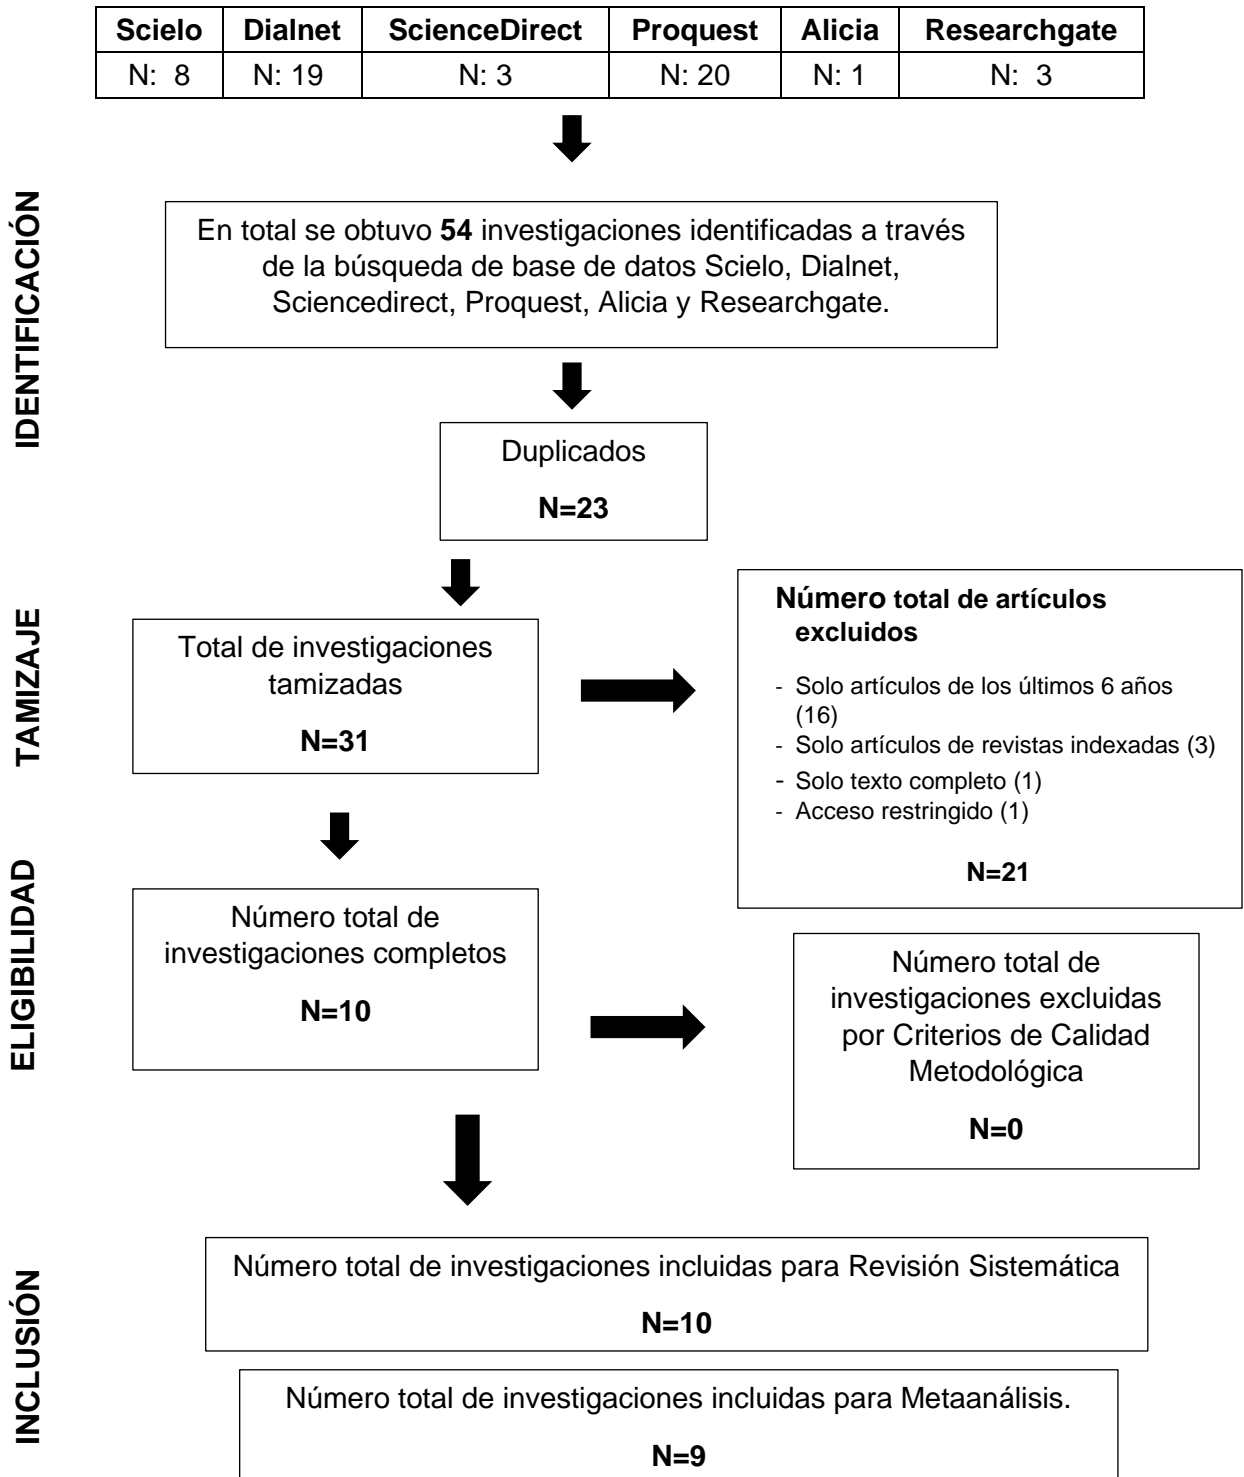 Scielo Dialnet ScienceDirect Proquest Alicia Researchgate
N: 8 N: 19 N: 3 N: 20 N: 1 N: 3
IDENTIFICACIÓN
En total se obtuvo 54 investigaciones identificadas a través
de la búsqueda de base de datos Scielo, Dialnet,
Sciencedirect, Proquest, Alicia y Researchgate.
Duplicados
N=23
TAMIZAJE
Total de investigaciones
tamizadas
N=31
Número total de artículos
excluidos
- Solo artículos de los últimos 6 años
(16)
- Solo artículos de revistas indexadas (3)
- Solo texto completo (1)
- Acceso restringido (1)
N=21
ELIGIBILIDAD
Número total de
investigaciones completos
N=10
Número total de
investigaciones excluidas
por Criterios de Calidad
Metodológica
N=0
INCLUSIÓN
Número total de investigaciones incluidas para Revisión Sistemática
N=10
Número total de investigaciones incluidas para Metaanálisis.
N=9